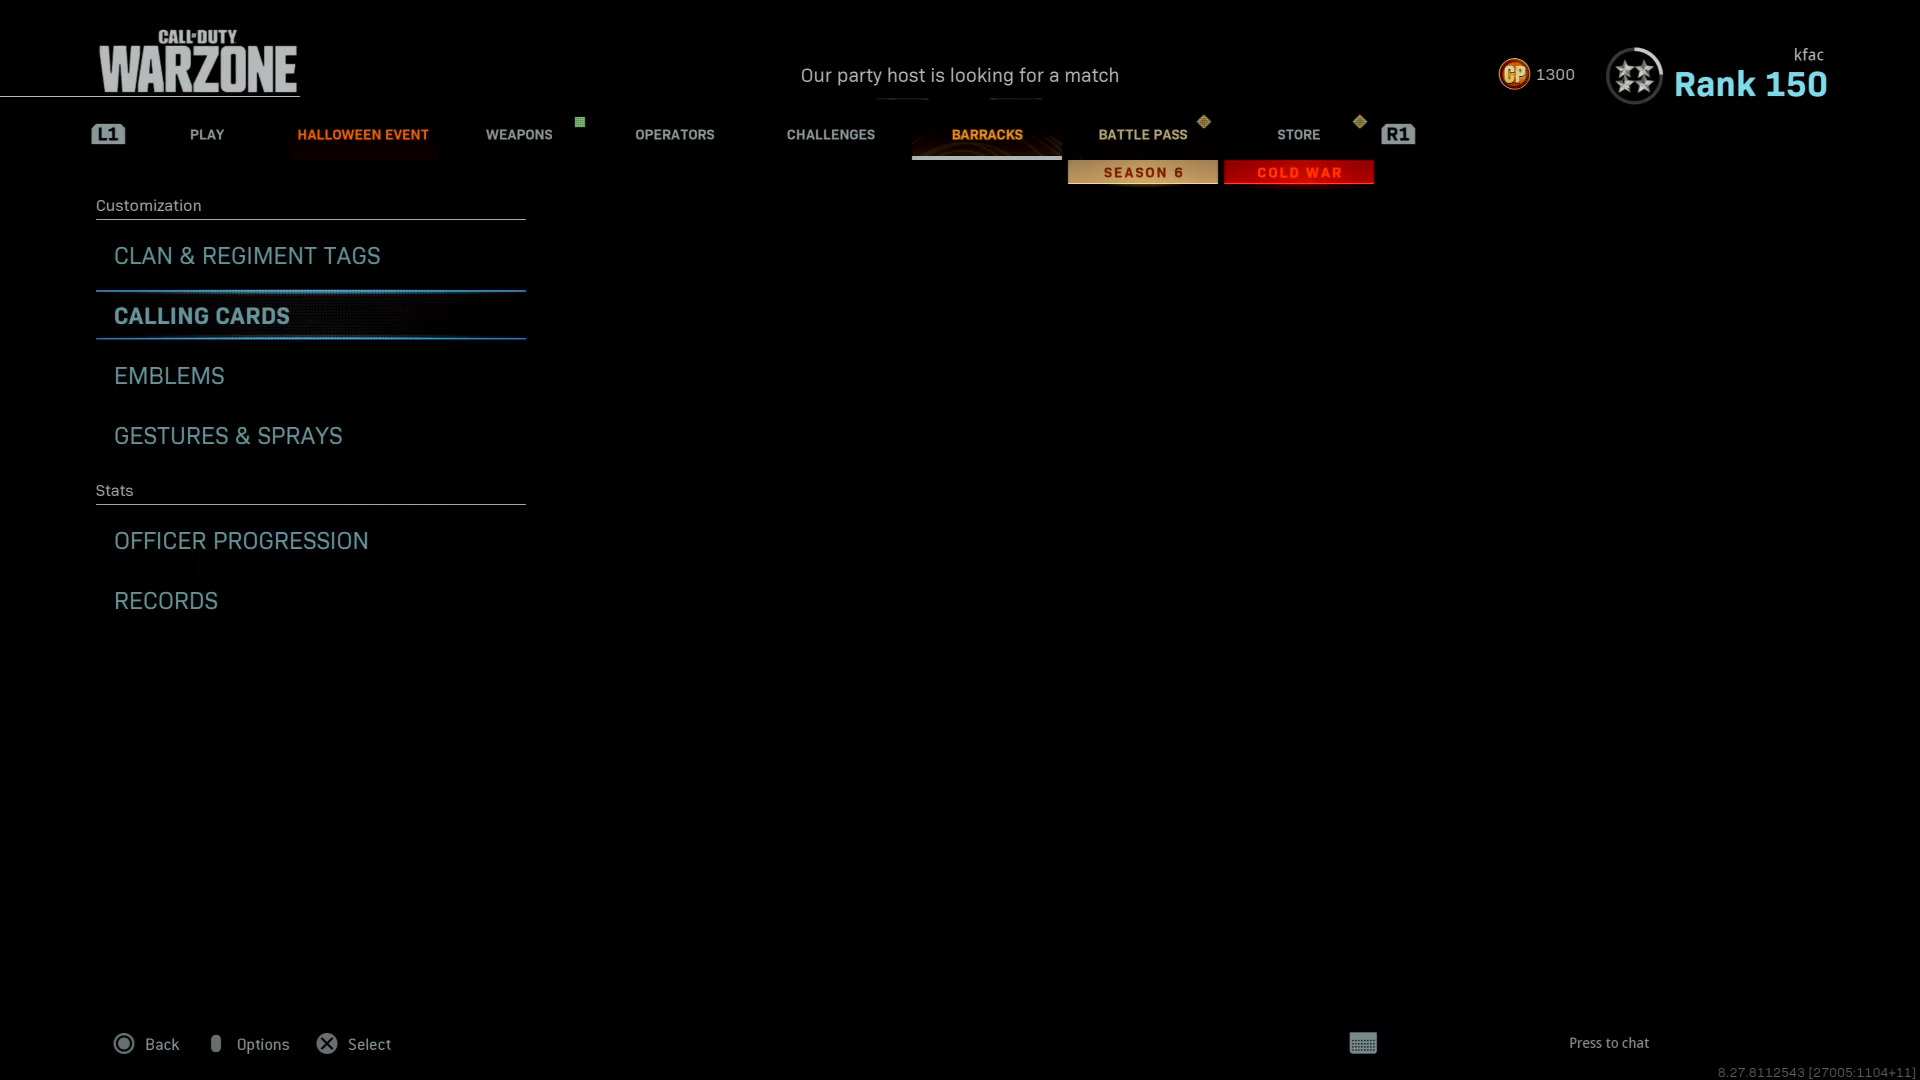 CALL OF DUTY
WARZONE
Our party host is looking for a match
CP 1300
kfac
Rank 150
L1 PLAY HALLOWEEN EVENT WEAPONS OPERATORS CHALLENGES BARRACKS BATTLE PASS STORE R1
SEASON 6 COLD WAR
Customization
CLAN & REGIMENT TAGS
CALLING CARDS
EMBLEMS
GESTURES & SPRAYS
Stats
OFFICER PROGRESSION
RECORDS
Back Options Select
Press to chat
8.27.8112543 [27005:1104+11]